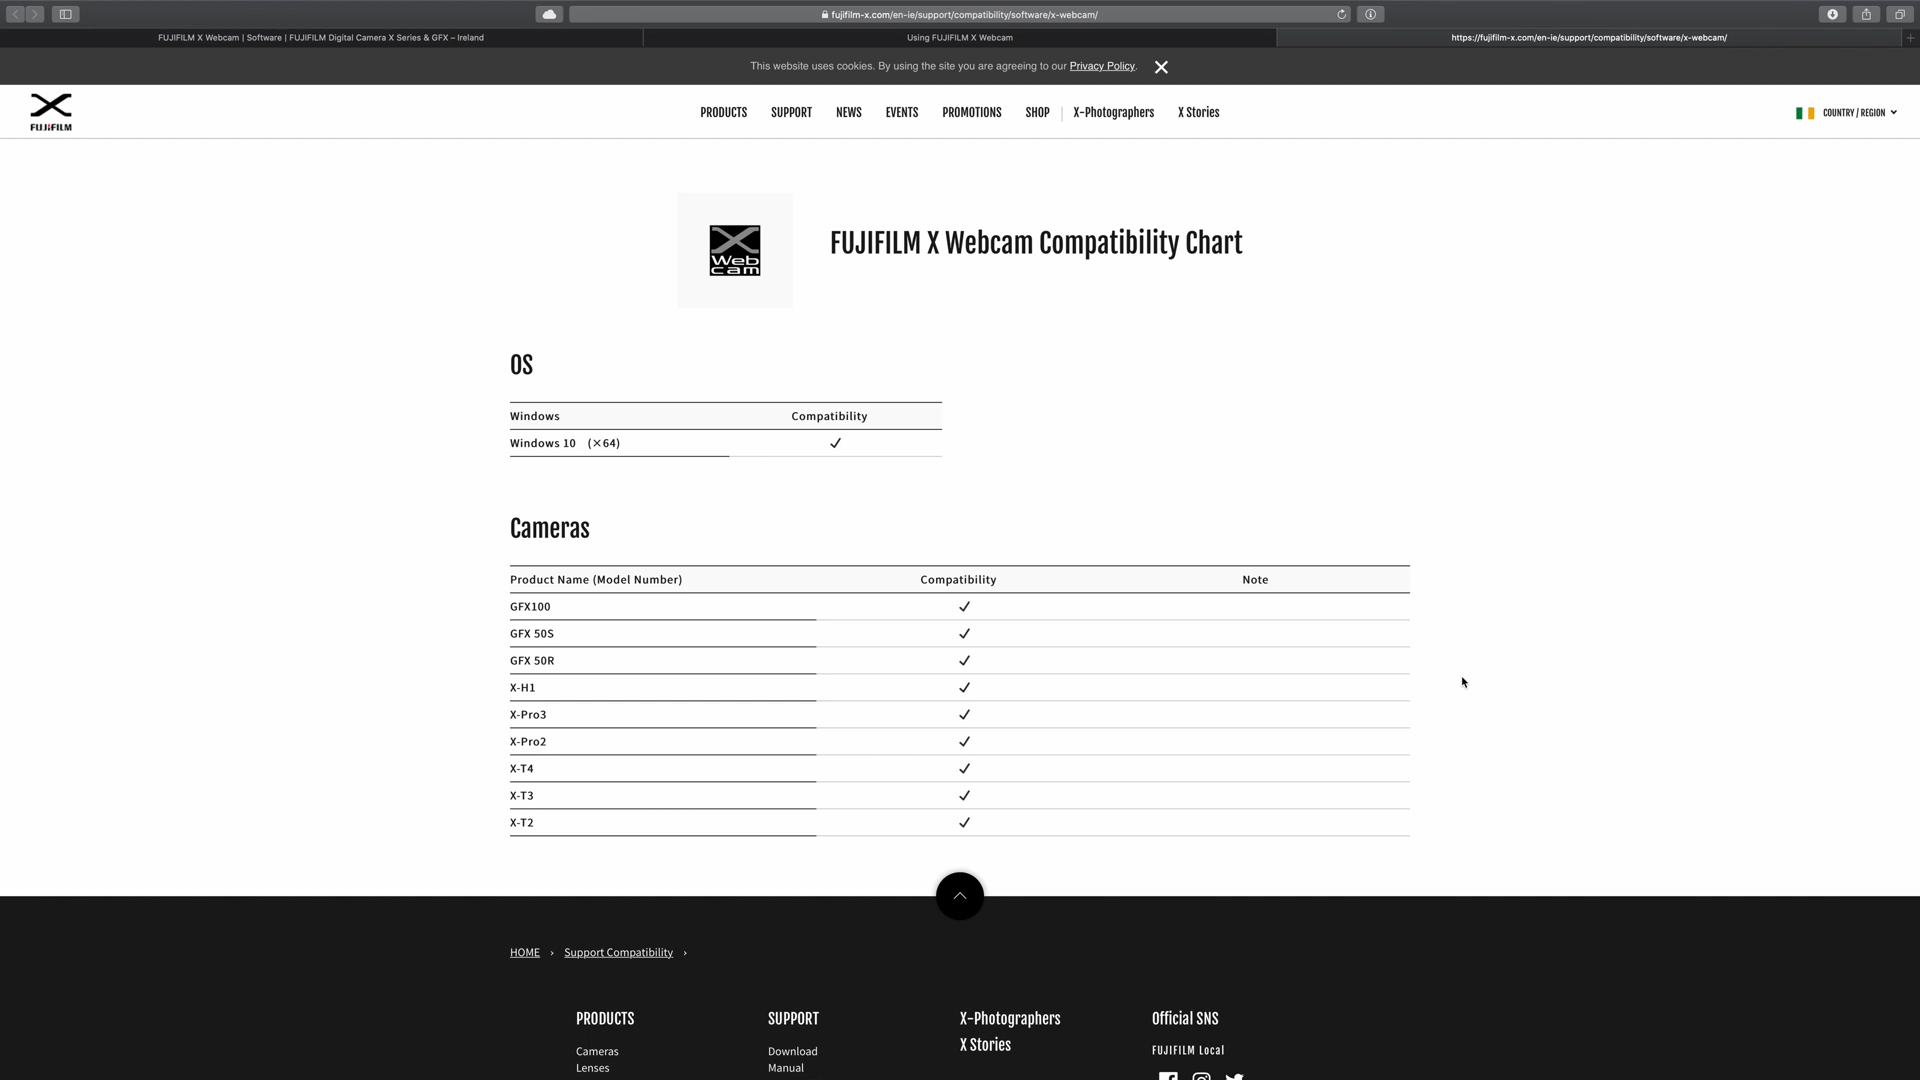 fujifilm-x.com/en-ie/support/compatibility/software/x-webcam/
FUJIFILM X Webcam | Software | FUJIFILM Digital Camera X Series & GFX – Ireland
Using FUJIFILM X Webcam
https://fujifilm-x.com/en-ie/support/compatibility/software/x-webcam/
This website uses cookies. By using the site you are agreeing to our Privacy Policy.
FUJIFILM
PRODUCTS SUPPORT NEWS EVENTS PROMOTIONS SHOP X-Photographers X Stories
COUNTRY / REGION
Web
cam
FUJIFILM X Webcam Compatibility Chart
OS
Windows Compatibility
Windows 10 (×64) ✓
Cameras
Product Name (Model Number) Compatibility Note
GFX100 ✓
GFX 50S ✓
GFX 50R ✓
X-H1 ✓
X-Pro3 ✓
X-Pro2 ✓
X-T4 ✓
X-T3 ✓
X-T2 ✓
HOME › Support Compatibility ›
PRODUCTS SUPPORT X-Photographers Official SNS
X Stories
Cameras Download FUJIFILM Local
Lenses Manual